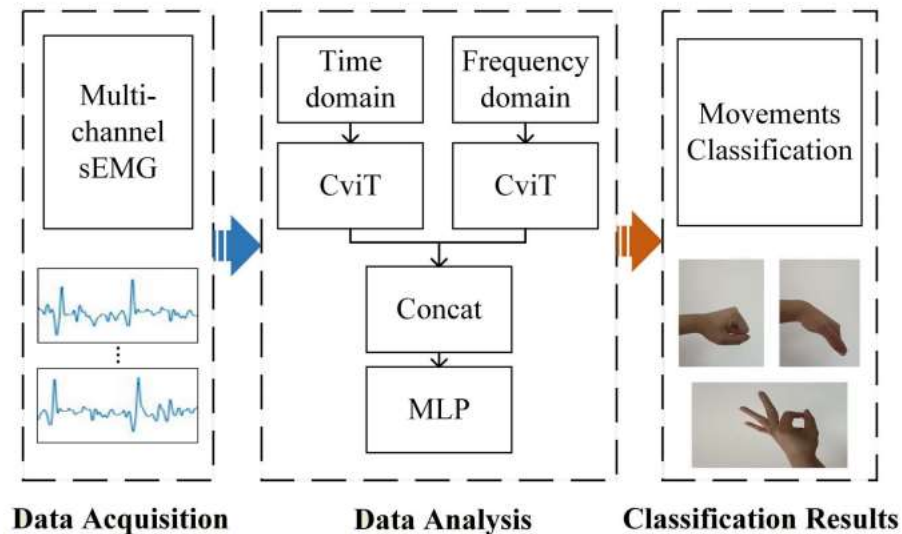 Multi-
channel
sEMG
Time
domain
Frequency
domain
CviT
CviT
Concat
MLP
Movements
Classification
Data Acquisition
Data Analysis
Classification Results